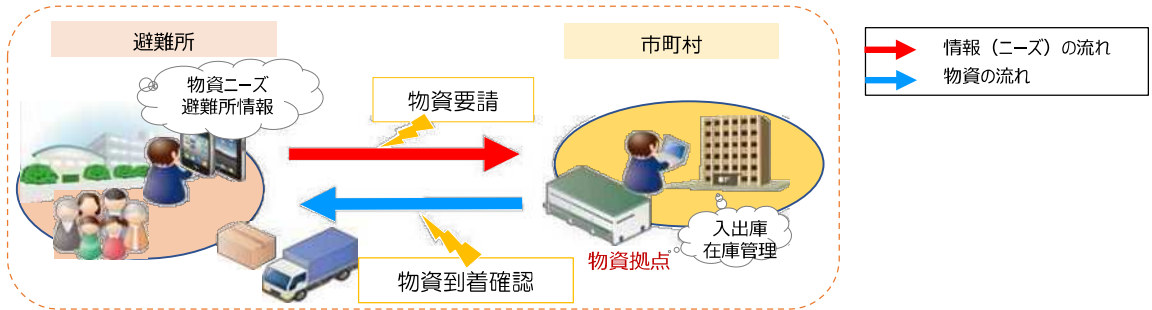 避難所
市町村
情報（ニーズ）の流れ
物資の流れ
物資ニーズ
避難所情報
物資要請
入出庫
在庫管理
物資拠点
物資到着確認